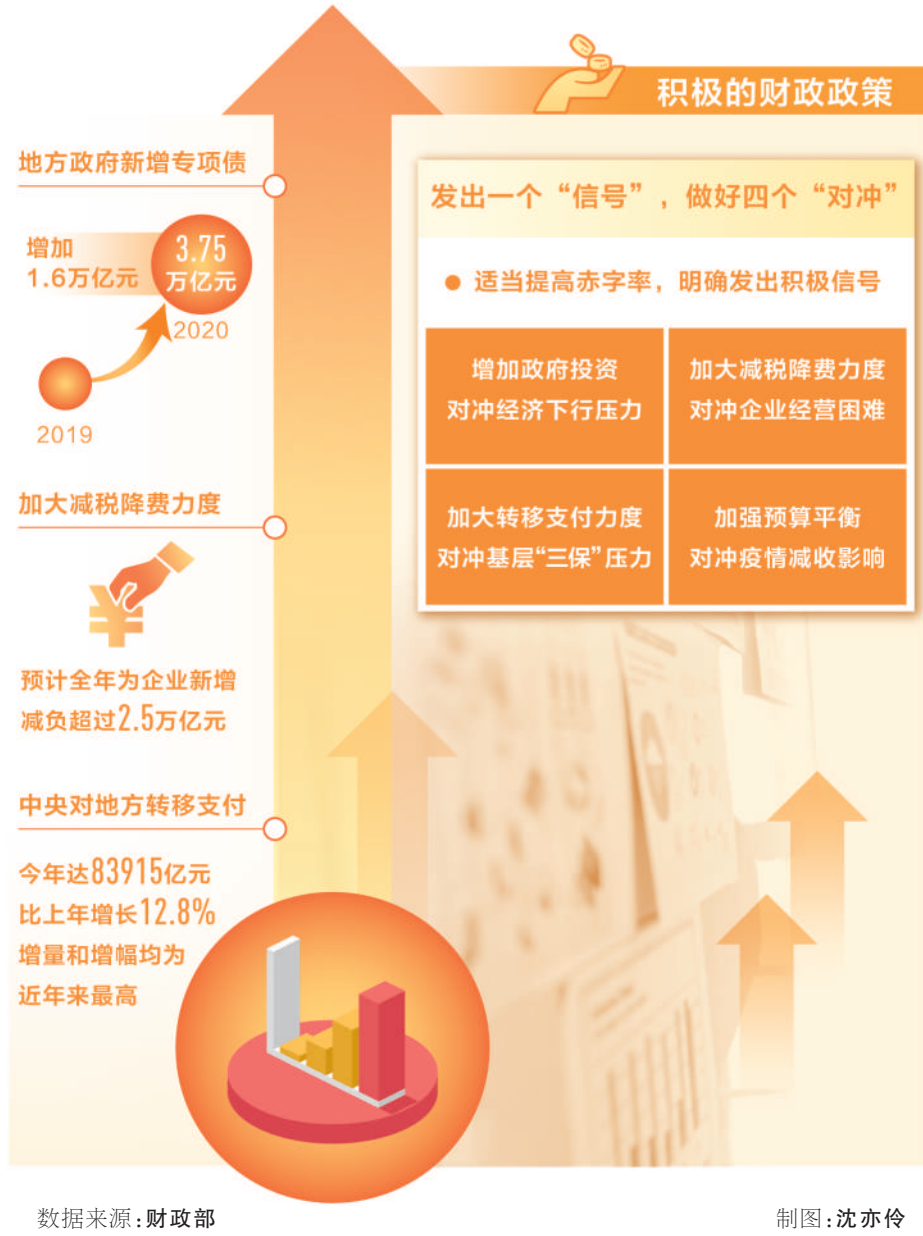 积极的财政政策
地方政府新增专项债
增加
1.6万亿元
3.75
万亿元
2020
2019
加大减税降费力度
¥
预计全年为企业新增
减负超过2.5万亿元
中央对地方转移支付
今年达83915亿元
比上年增长12.8%
增量和增幅均为
近年来最高
发出一个“信号”,做好四个“对冲”
● 适当提高赤字率,明确发出积极信号
增加政府投资
对冲经济下行压力
加大减税降费力度
对冲企业经营困难
加大转移支付力度
对冲基层“三保”压力
加强预算平衡
对冲疫情减收影响
数据来源:财政部
制图:沈亦伶